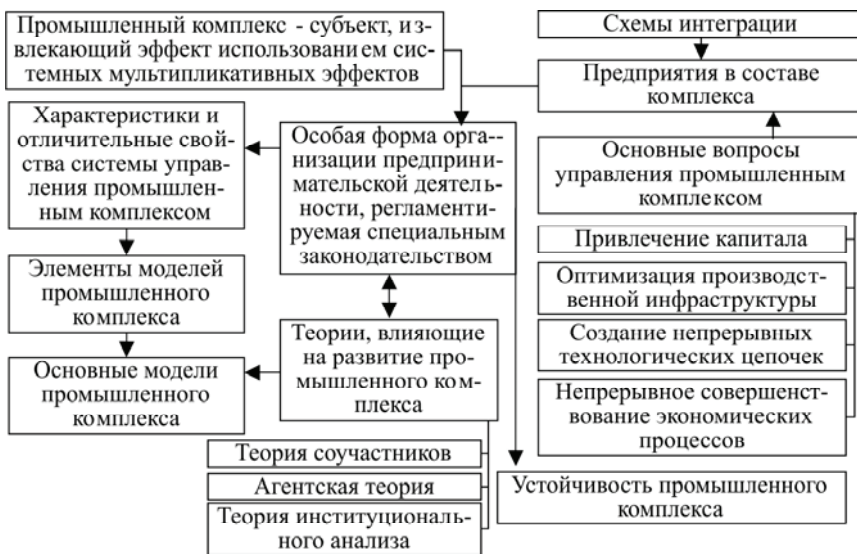 Промышленный комплекс - субъект, из-
влекающий эффект использованием сис-
темных мультипликативных эффектов
Схемы интеграции
Предприятия в составе
комплекса
Характеристики и
отличительные свой-
ства системы управ-
ления промышлен-
ным комплексом
Особая форма орга-
низации предприни-
мательской деятель-
ности, регламенти-
руемая специальным
законодательством
Основные вопросы
управления промышленным
комплексом
Привлечение капитала
Элементы моделей
промышленного
комплекса
Оптимизация производст-
венной инфраструктуры
Теории, влияющие
на развитие про-
мышленного ком-
плекса
Создание непрерывных
технологических цепочек
Основные модели
промышленного
комплекса
Непрерывное совершенст-
вование экономических
процессов
Теория соучастников
Агентская теория
Теория институциональ-
ного анализа
Устойчивость промышленного
комплекса